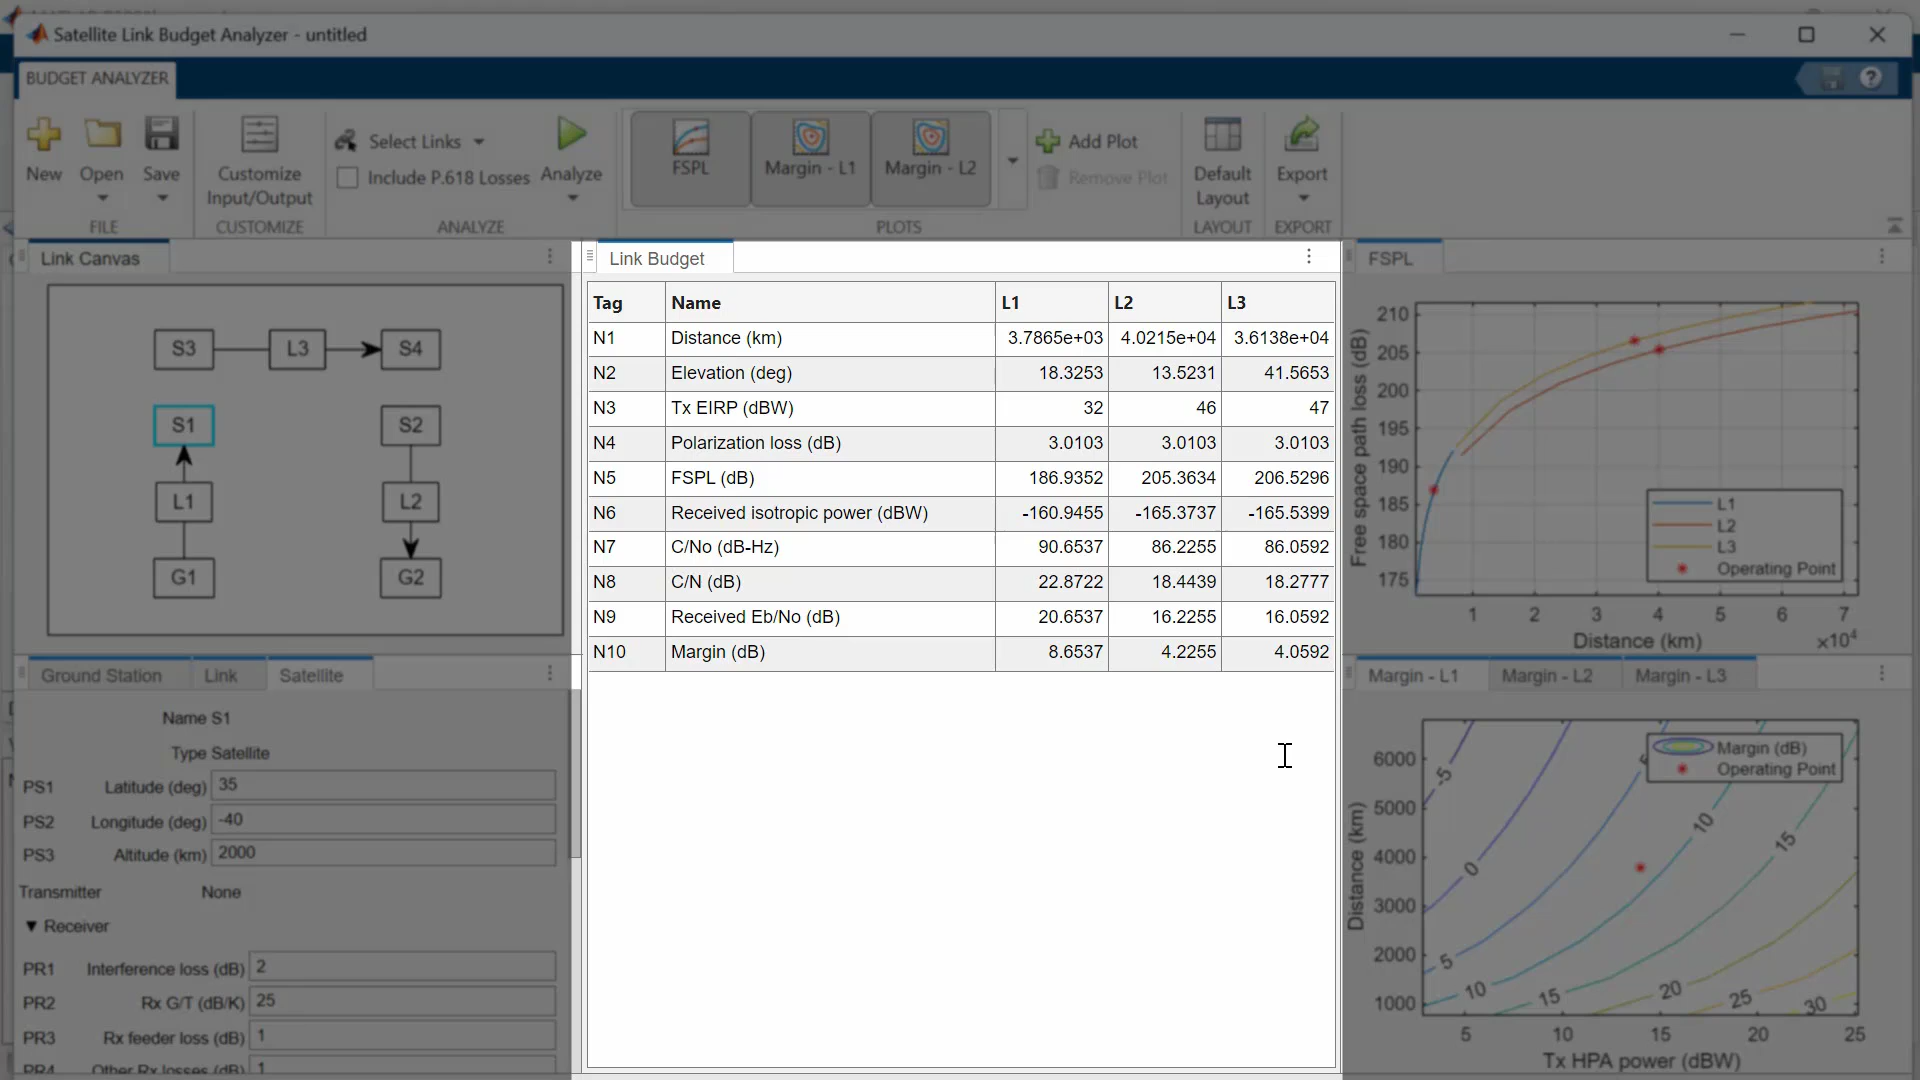 Satellite Link Budget Analyzer - untitled
BUDGET ANALYZER
New
Open
Save
FILE
Customize
Input/Output
CUSTOMIZE
Select Links
Include P.618 Losses
Analyze
ANALYZE
FSPL
Margin - L1
Margin - L2
Add Plot
Remove Plot
PLOTS
Default
Layout
LAYOUT
Export
EXPORT
Link Canvas
S3 L3 S4
S1 S2
L1 L2
G1 G2
Ground Station Link Satellite
Name S1
Type Satellite
PS1 Latitude (deg) 35
PS2 Longitude (deg) -40
PS3 Altitude (km) 2000
Transmitter None
▼ Receiver
PR1 Interference loss (dB) 2
PR2 Rx G/T (dB/K) 25
PR3 Rx feeder loss (dB) 1
PR4 Other Rx losses (dB) 1
Link Budget
Tag Name L1 L2 L3
N1 Distance (km) 3.7865e+03 4.0215e+04 3.6138e+04
N2 Elevation (deg) 18.3253 13.5231 41.5653
N3 Tx EIRP (dBW) 32 46 47
N4 Polarization loss (dB) 3.0103 3.0103 3.0103
N5 FSPL (dB) 186.9352 205.3634 206.5296
N6 Received isotropic power (dBW) -160.9455 -165.3737 -165.5399
N7 C/No (dB-Hz) 90.6537 86.2255 86.0592
N8 C/N (dB) 22.8722 18.4439 18.2777
N9 Received Eb/No (dB) 20.6537 16.2255 16.0592
N10 Margin (dB) 8.6537 4.2255 4.0592
FSPL
Free space path loss (dB)
210
205
200
195
190
185
180
175
L1
L2
L3
Operating Point
1 2 3 4 5 6 7
Distance (km)
×10⁴
Margin - L1 Margin - L2 Margin - L3
Distance (km)
6000
5000
4000
3000
2000
1000
Margin (dB)
Operating Point
-5
0
5
10
15
5
10
15
20
25
30
5 10 15 20 25
Tx HPA power (dBW)